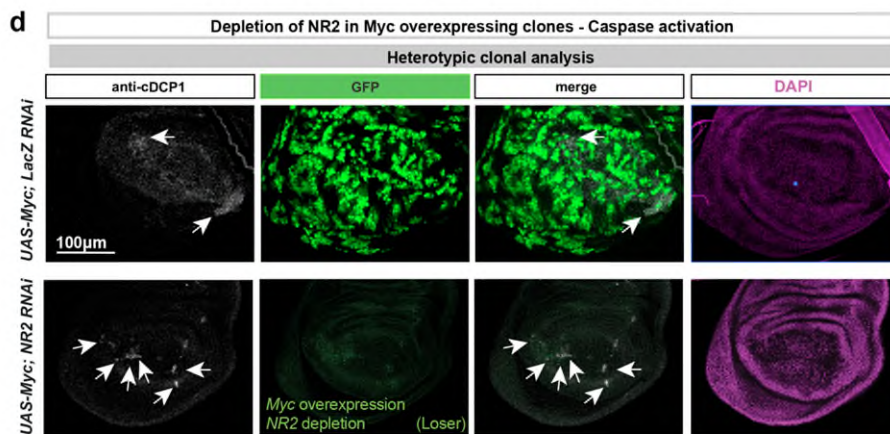 d
Depletion of NR2 in Myc overexpressing clones - Caspase activation
Heterotypic clonal analysis
anti-cDCP1 GFP merge DAPI
UAS-Myc; LacZ RNAi
100µm
UAS-Myc; NR2 RNAi
Myc overexpression
NR2 depletion (Loser)